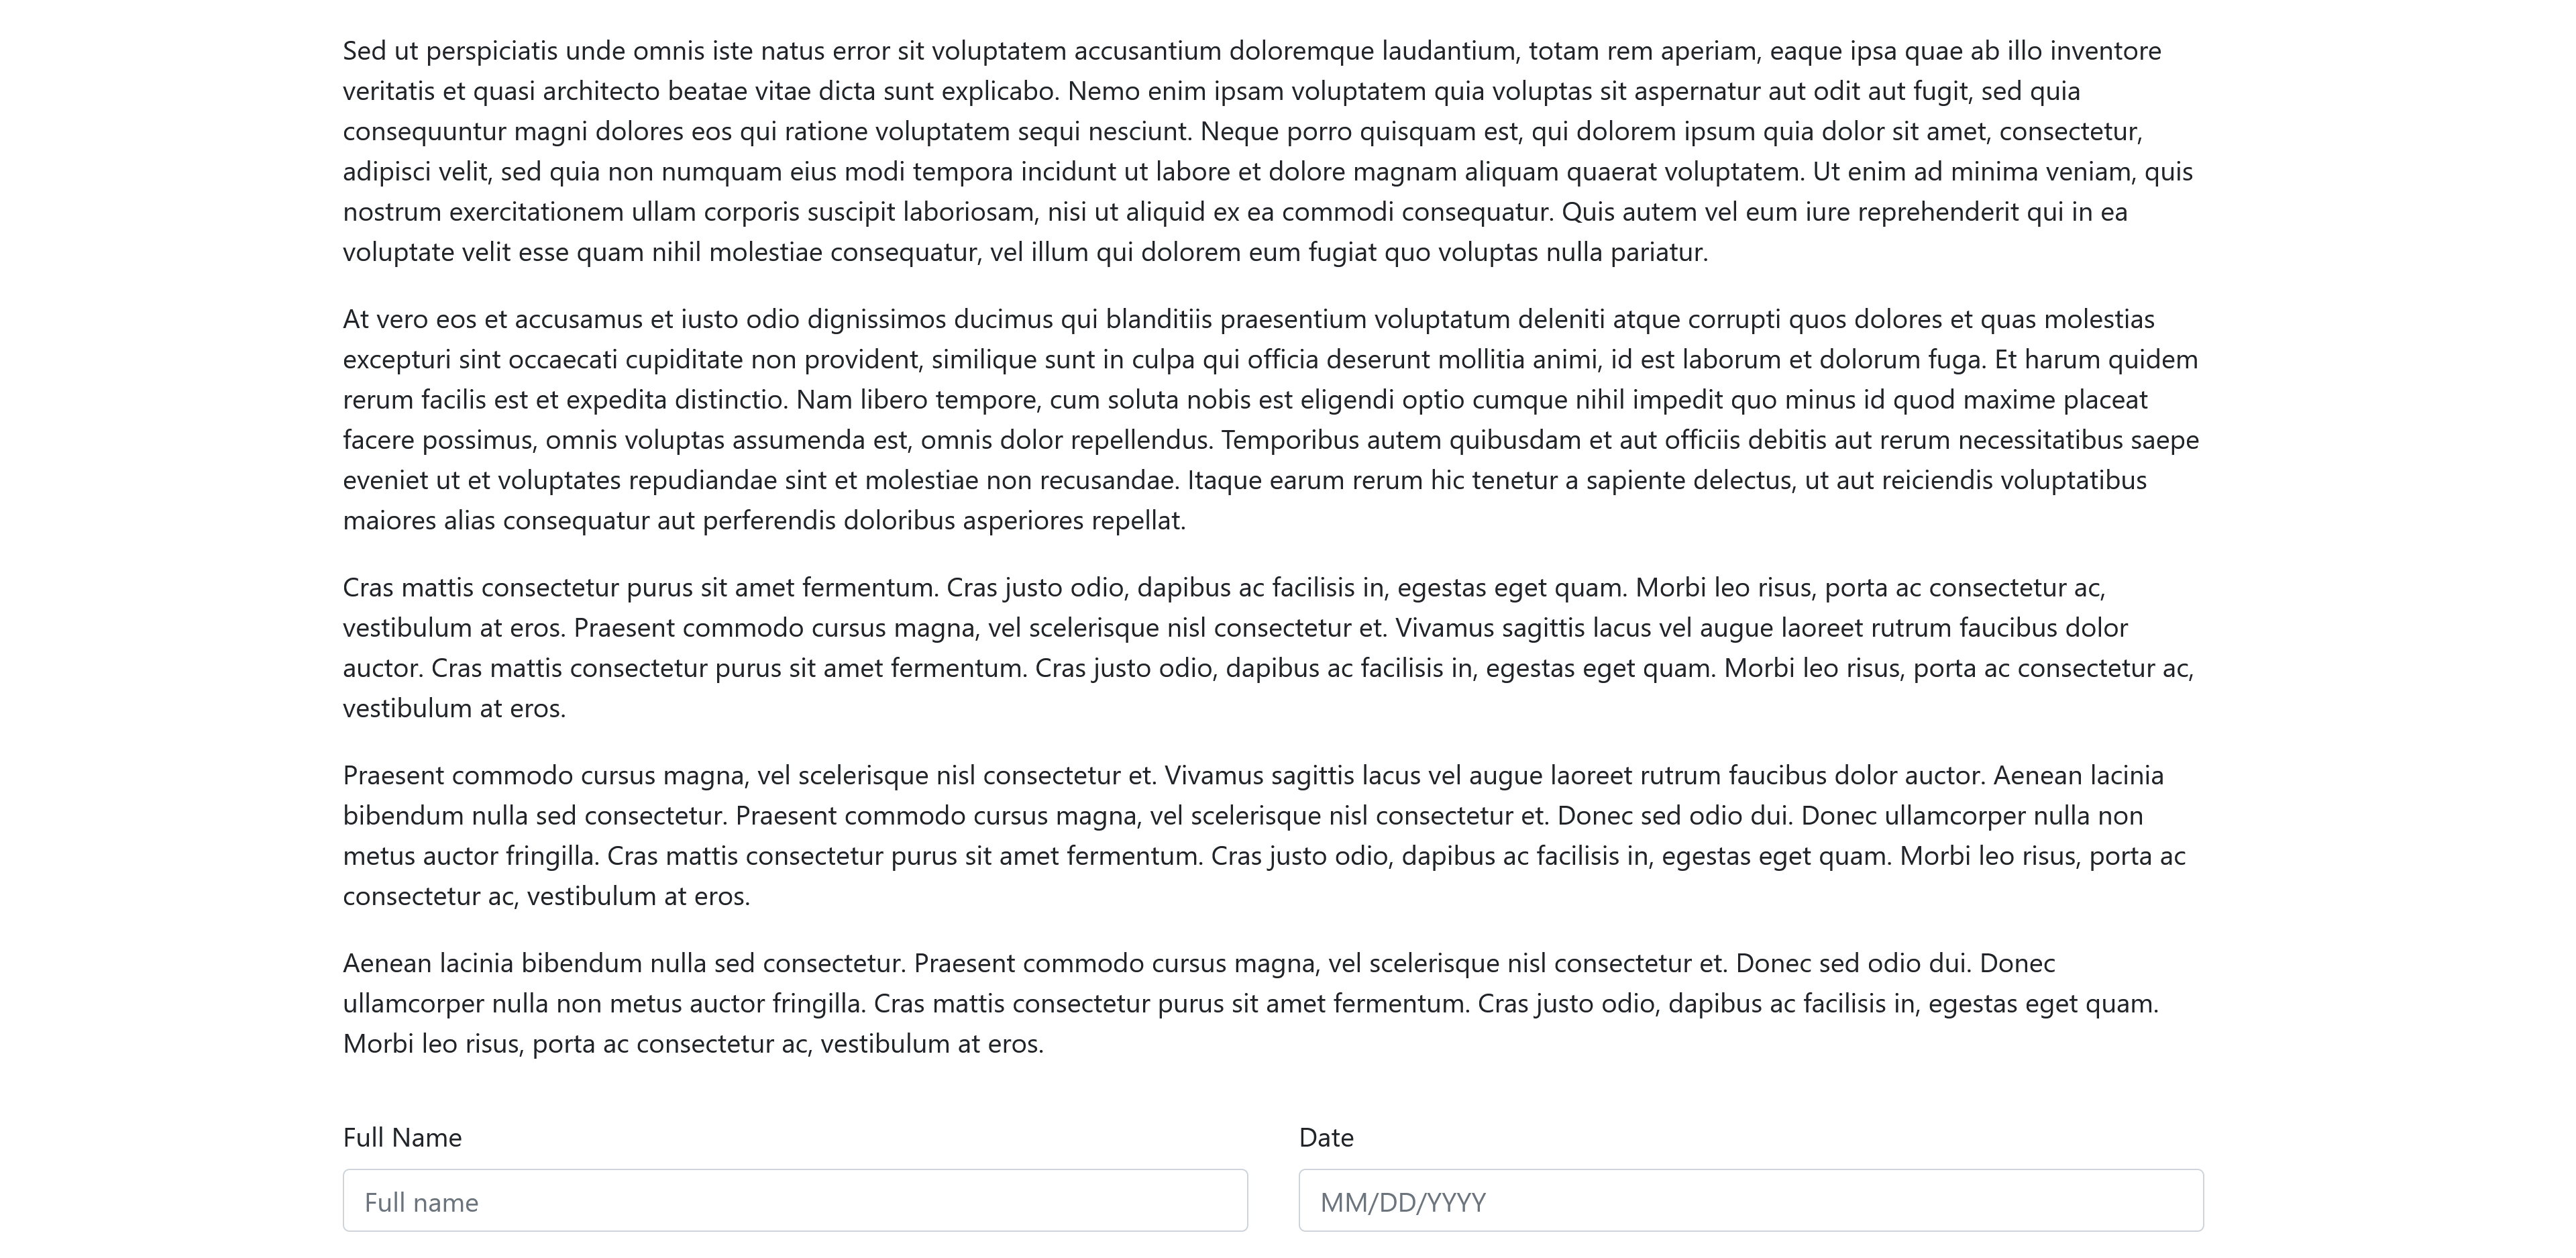 Sed ut perspiciatis unde omnis iste natus error sit voluptatem accusantium doloremque laudantium, totam rem aperiam, eaque ipsa quae ab illo inventore
veritatis et quasi architecto beatae vitae dicta sunt explicabo. Nemo enim ipsam voluptatem quia voluptas sit aspernatur aut odit aut fugit, sed quia
consequuntur magni dolores eos qui ratione voluptatem sequi nesciunt. Neque porro quisquam est, qui dolorem ipsum quia dolor sit amet, consectetur,
adipisci velit, sed quia non numquam eius modi tempora incidunt ut labore et dolore magnam aliquam quaerat voluptatem. Ut enim ad minima veniam, quis
nostrum exercitationem ullam corporis suscipit laboriosam, nisi ut aliquid ex ea commodi consequatur. Quis autem vel eum iure reprehenderit qui in ea
voluptate velit esse quam nihil molestiae consequatur, vel illum qui dolorem eum fugiat quo voluptas nulla pariatur.
At vero eos et accusamus et iusto odio dignissimos ducimus qui blanditiis praesentium voluptatum deleniti atque corrupti quos dolores et quas molestias
excepturi sint occaecati cupiditate non provident, similique sunt in culpa qui officia deserunt mollitia animi, id est laborum et dolorum fuga. Et harum quidem
rerum facilis est et expedita distinctio. Nam libero tempore, cum soluta nobis est eligendi optio cumque nihil impedit quo minus id quod maxime placeat
facere possimus, omnis voluptas assumenda est, omnis dolor repellendus. Temporibus autem quibusdam et aut officiis debitis aut rerum necessitatibus saepe
eveniet ut et voluptates repudiandae sint et molestiae non recusandae. Itaque earum rerum hic tenetur a sapiente delectus, ut aut reiciendis voluptatibus
maiores alias consequatur aut perferendis doloribus asperiores repellat.
Cras mattis consectetur purus sit amet fermentum. Cras justo odio, dapibus ac facilisis in, egestas eget quam. Morbi leo risus, porta ac consectetur ac,
vestibulum at eros. Praesent commodo cursus magna, vel scelerisque nisl consectetur et. Vivamus sagittis lacus vel augue laoreet rutrum faucibus dolor
auctor. Cras mattis consectetur purus sit amet fermentum. Cras justo odio, dapibus ac facilisis in, egestas eget quam. Morbi leo risus, porta ac consectetur ac,
vestibulum at eros.
Praesent commodo cursus magna, vel scelerisque nisl consectetur et. Vivamus sagittis lacus vel augue laoreet rutrum faucibus dolor auctor. Aenean lacinia
bibendum nulla sed consectetur. Praesent commodo cursus magna, vel scelerisque nisl consectetur et. Donec sed odio dui. Donec ullamcorper nulla non
metus auctor fringilla. Cras mattis consectetur purus sit amet fermentum. Cras justo odio, dapibus ac facilisis in, egestas eget quam. Morbi leo risus, porta ac
consectetur ac, vestibulum at eros.
Aenean lacinia bibendum nulla sed consectetur. Praesent commodo cursus magna, vel scelerisque nisl consectetur et. Donec sed odio dui. Donec
ullamcorper nulla non metus auctor fringilla. Cras mattis consectetur purus sit amet fermentum. Cras justo odio, dapibus ac facilisis in, egestas eget quam.
Morbi leo risus, porta ac consectetur ac, vestibulum at eros.
Full Name
Date
Full name
MM/DD/YYYY